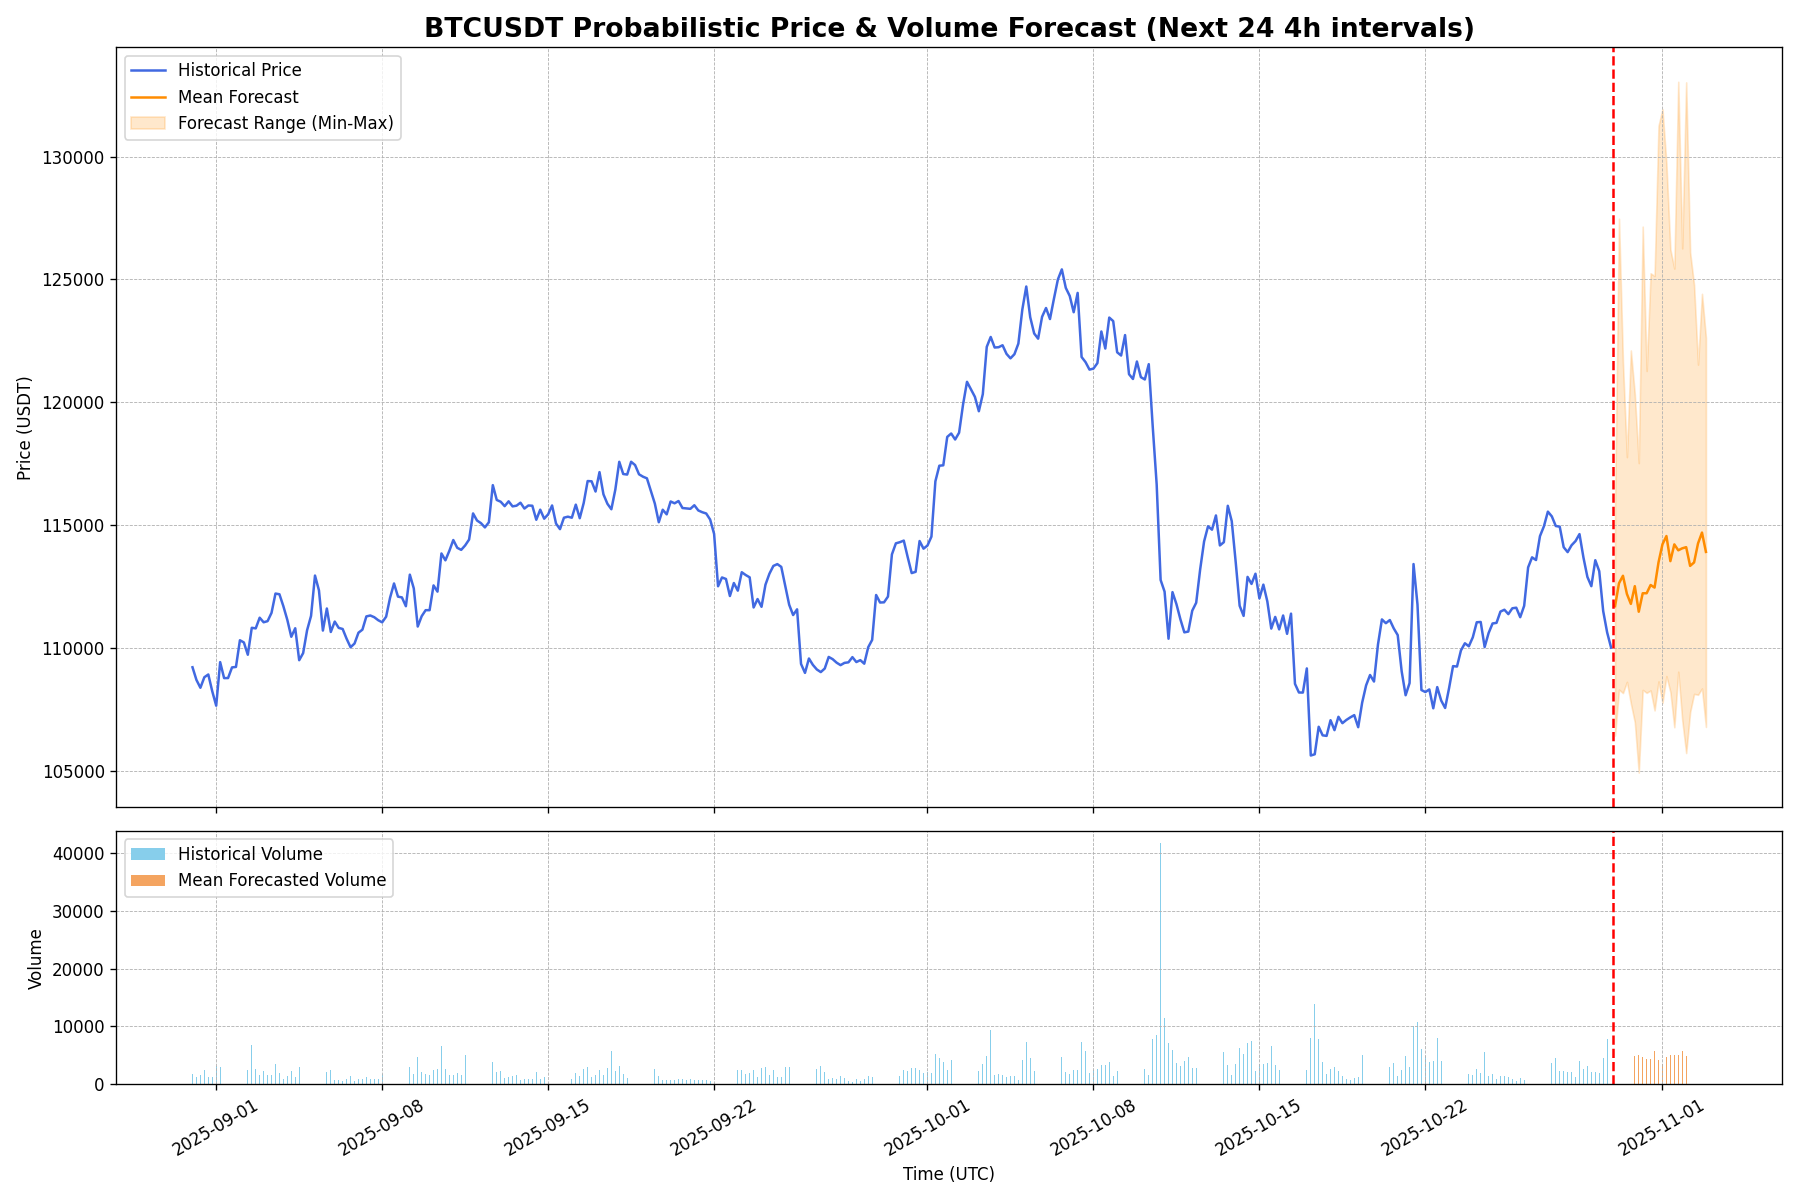 BTCUSDT Probabilistic Price & Volume Forecast (Next 24 4h intervals)
Historical Price
Mean Forecast
Forecast Range (Min-Max)
Price (USDT)
130000
125000
120000
115000
110000
105000
Historical Volume
Mean Forecasted Volume
Volume
40000
30000
20000
10000
0
2025-09-01
2025-09-08
2025-09-15
2025-09-22
2025-10-01
2025-10-08
2025-10-15
2025-10-22
2025-11-01
Time (UTC)